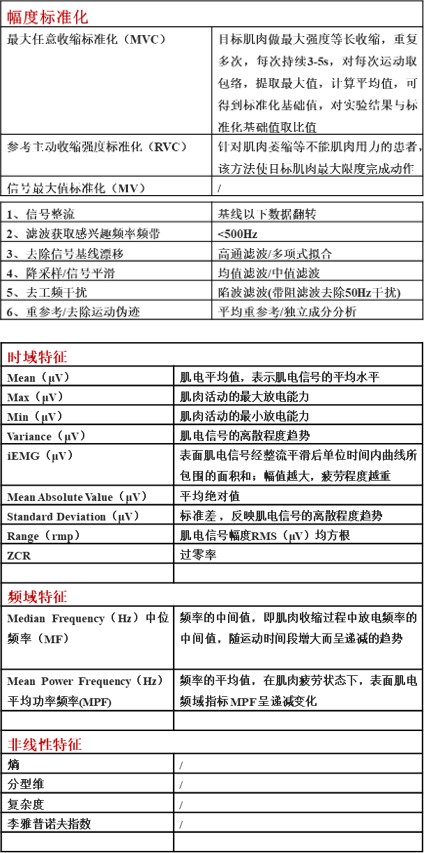 幅度标准化
最大任意收缩标准化（MVC）
目标肌肉做最大强度等长收缩，重复
多次，每次持续3-5s，对每次运动取
包络，提取最大值，计算平均值，可
得到标准化基础值，对实验结果与标
准化基础值取比值
参考主动收缩强度标准化（RVC）
针对肌萎缩等不能肌肉用力的患者，
该方法使目标肌肉最大限度完成动作
信号最大值标准化（MV）
/
1、信号整流
基线以下数据翻转
2、滤波获取感兴趣频率频带
<500Hz
3、去除信号基线漂移
高通滤波/多项式拟合
4、降采样/信号平滑
均值滤波/中值滤波
5、去工频干扰
陷波滤波(带阻滤波去除50Hz干扰)
6、重参考/去除运动伪迹
平均重参考/独立成分分析
时域特征
Mean（μV）
肌电平均值，表示肌电信号的平均水平
Max（μV）
肌肉活动的最大放电能力
Min（μV）
肌肉活动的最小放电能力
Variance（μV）
肌电信号的离散程度趋势
iEMG（μV）
表面肌电信号经整流平滑后单位时间内曲线所
包围的面积和；幅值越大，疲劳程度越重
Mean Absolute Value（μV）
平均绝对值
Standard Deviation（μV）
标准差，反映肌电信号的离散程度趋势
Range（rmp）
肌电信号幅度RMS（μV）均方根
ZCR
过零率
频域特征
Median Frequency（Hz）中位
频率（MF）
频率的中间值，即肌肉收缩过程中放电频率的
中间值，随运动时间段增大而呈递减的趋势
Mean Power Frequency（Hz）
平均功率频率(MPF)
频率的平均值，在肌肉疲劳状态下，表面肌电
频域指标MPF呈递减变化
非线性特征
熵
/
分型维
/
复杂度
/
李雅普诺夫指数
/